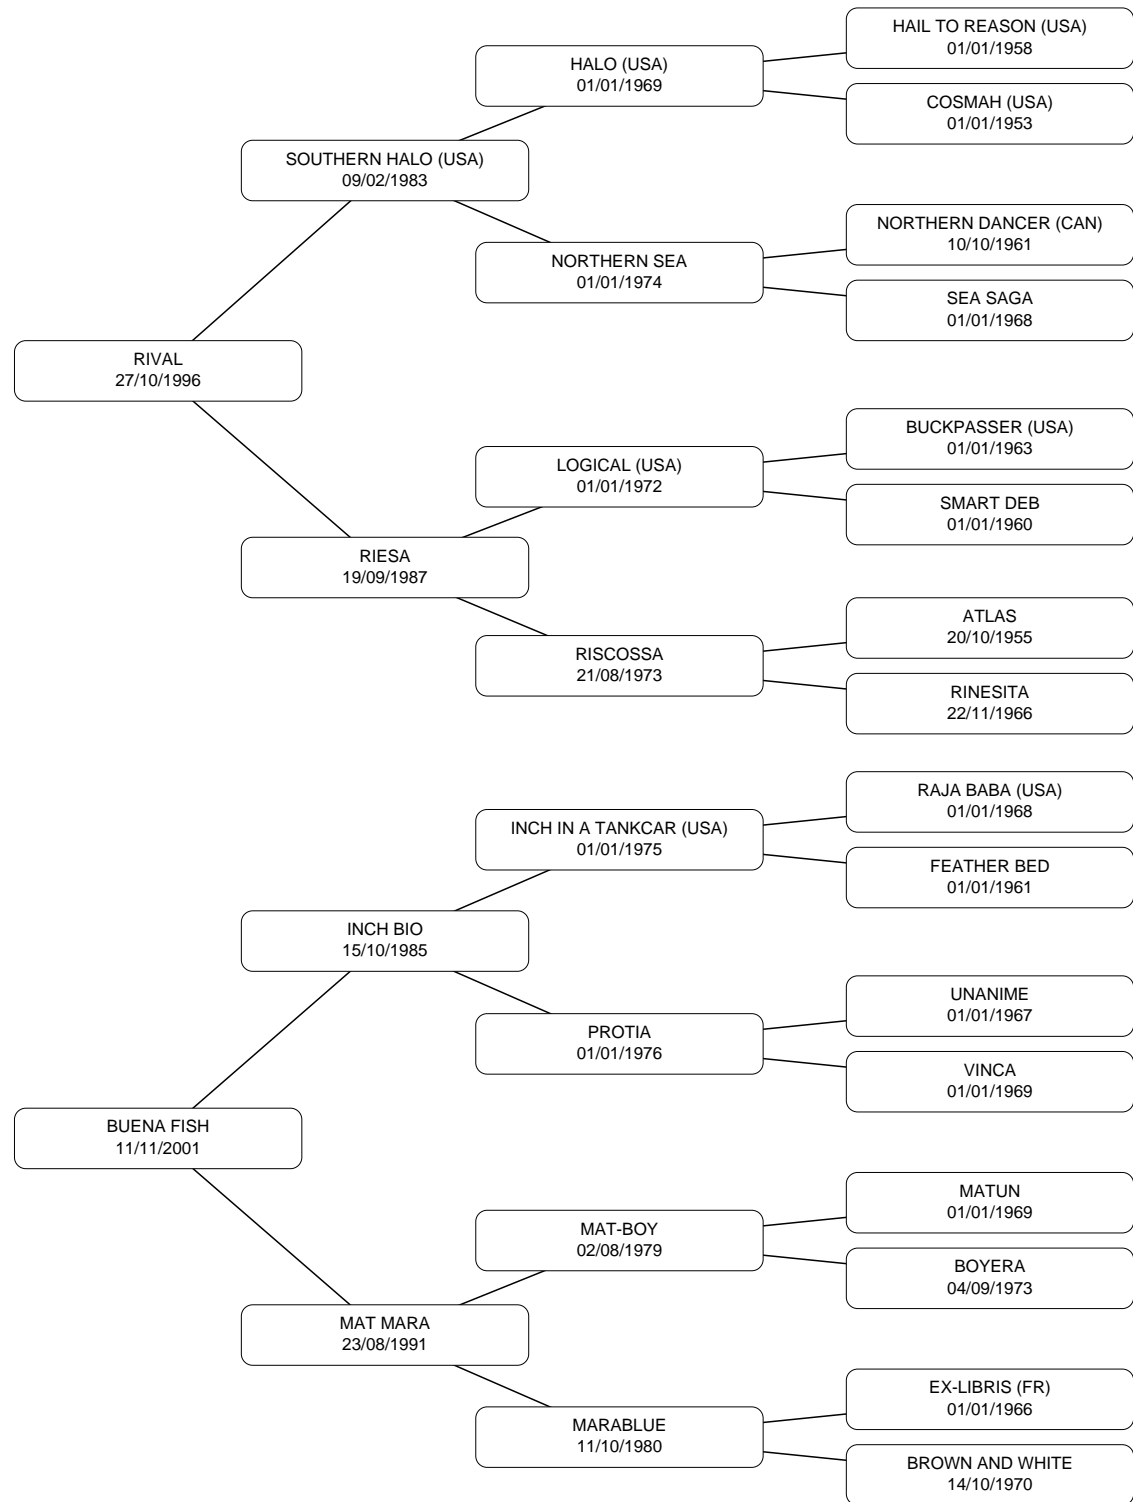 HAIL TO REASON (USA)
01/01/1958
HALO (USA)
01/01/1969
COSMAH (USA)
01/01/1953
SOUTHERN HALO (USA)
09/02/1983
NORTHERN DANCER (CAN)
10/10/1961
NORTHERN SEA
01/01/1974
SEA SAGA
01/01/1968
RIVAL
27/10/1996
BUCKPASSER (USA)
01/01/1963
LOGICAL (USA)
01/01/1972
SMART DEB
01/01/1960
RIESA
19/09/1987
ATLAS
20/10/1955
RISCOSSA
21/08/1973
RINESITA
22/11/1966
RAJA BABA (USA)
01/01/1968
INCH IN A TANKCAR (USA)
01/01/1975
FEATHER BED
01/01/1961
INCH BIO
15/10/1985
UNANIME
01/01/1967
PROTIA
01/01/1976
VINCA
01/01/1969
BUENA FISH
11/11/2001
MATUN
01/01/1969
MAT-BOY
02/08/1979
BOYERA
04/09/1973
MAT MARA
23/08/1991
EX-LIBRIS (FR)
01/01/1966
MARABLUE
11/10/1980
BROWN AND WHITE
14/10/1970